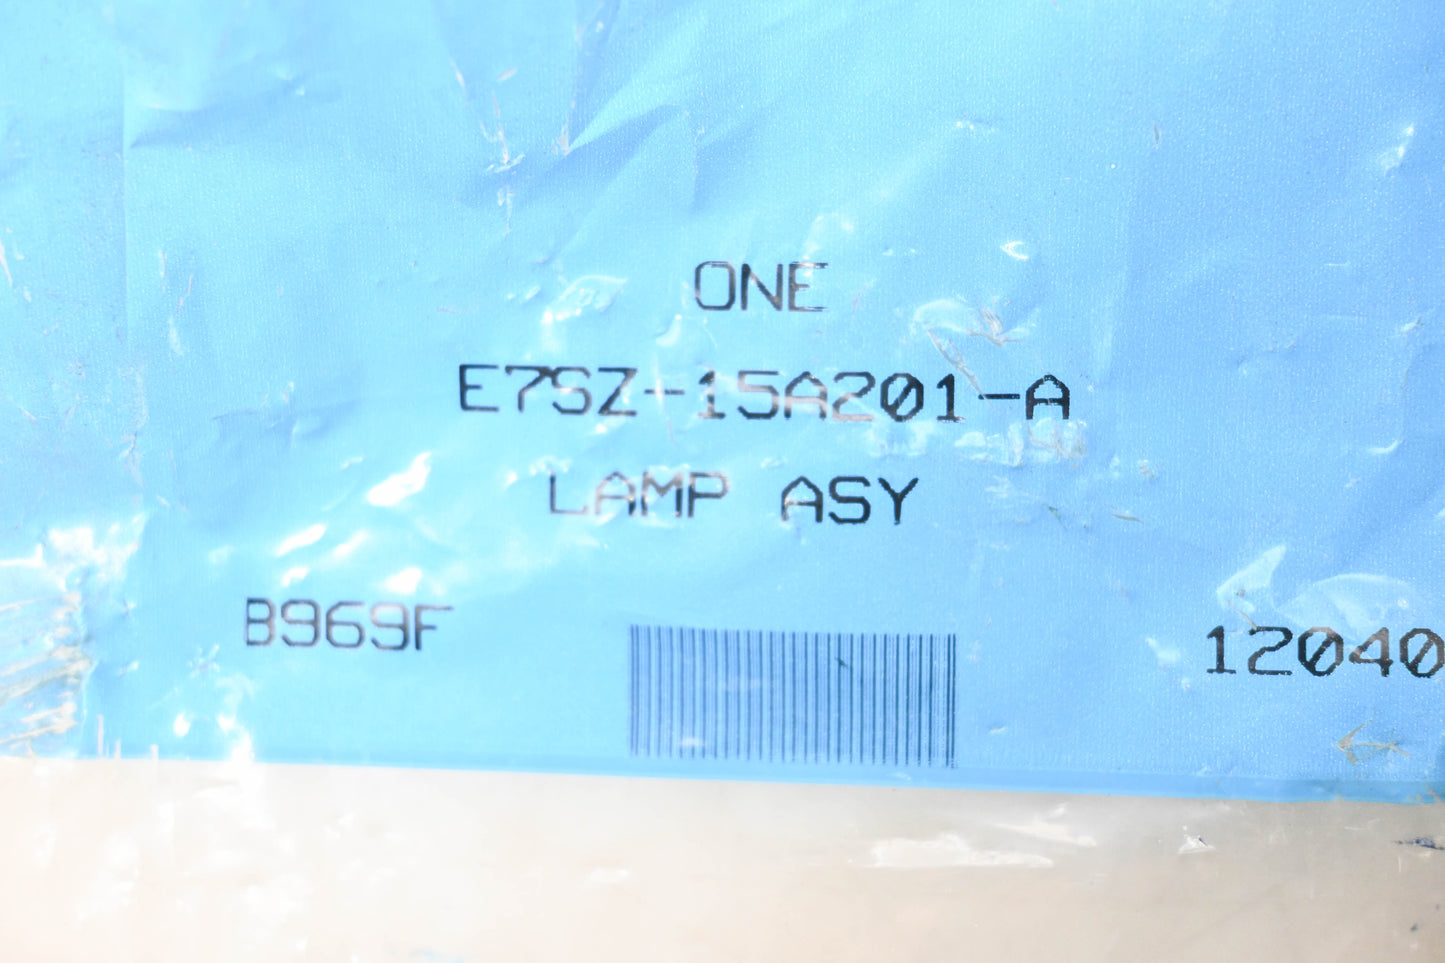 ONE
E7SZ-15A201-A
LAMP ASY
B969F 12040